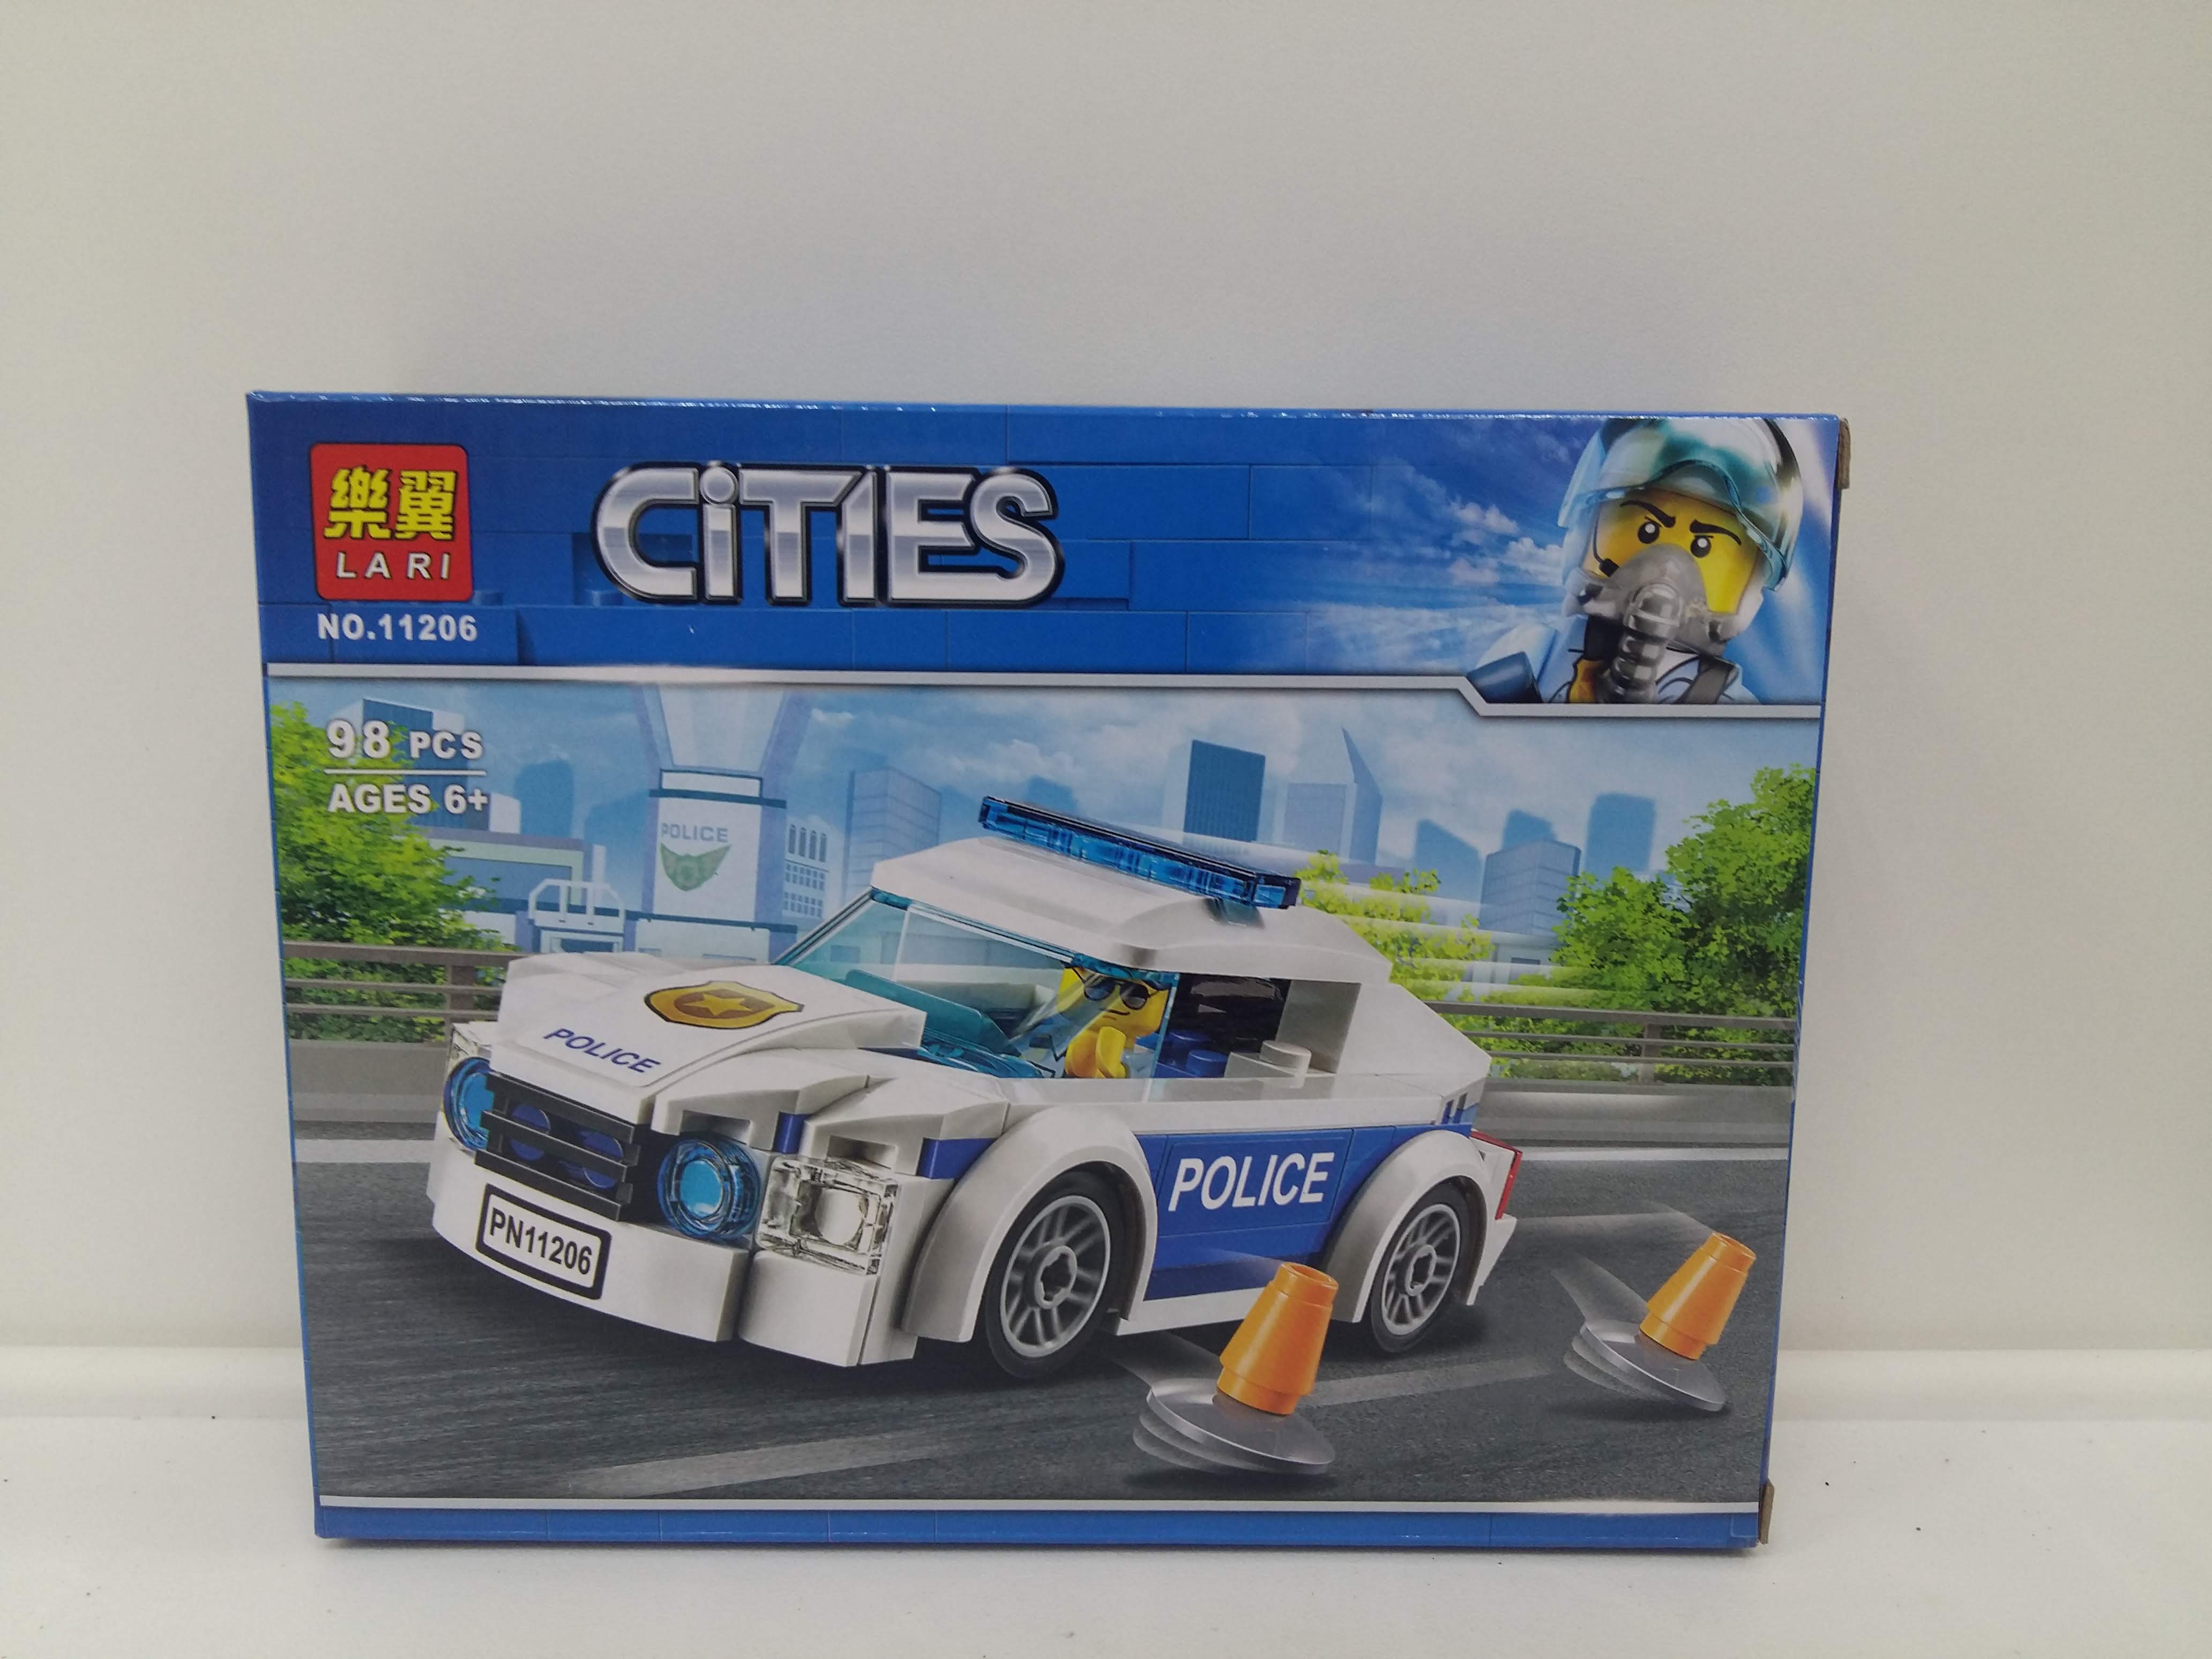 樂翼
LARI
NO.11206
CiTIES
98 PCS
AGES 6+
POLICE
POLICE
POLICE
PN11206